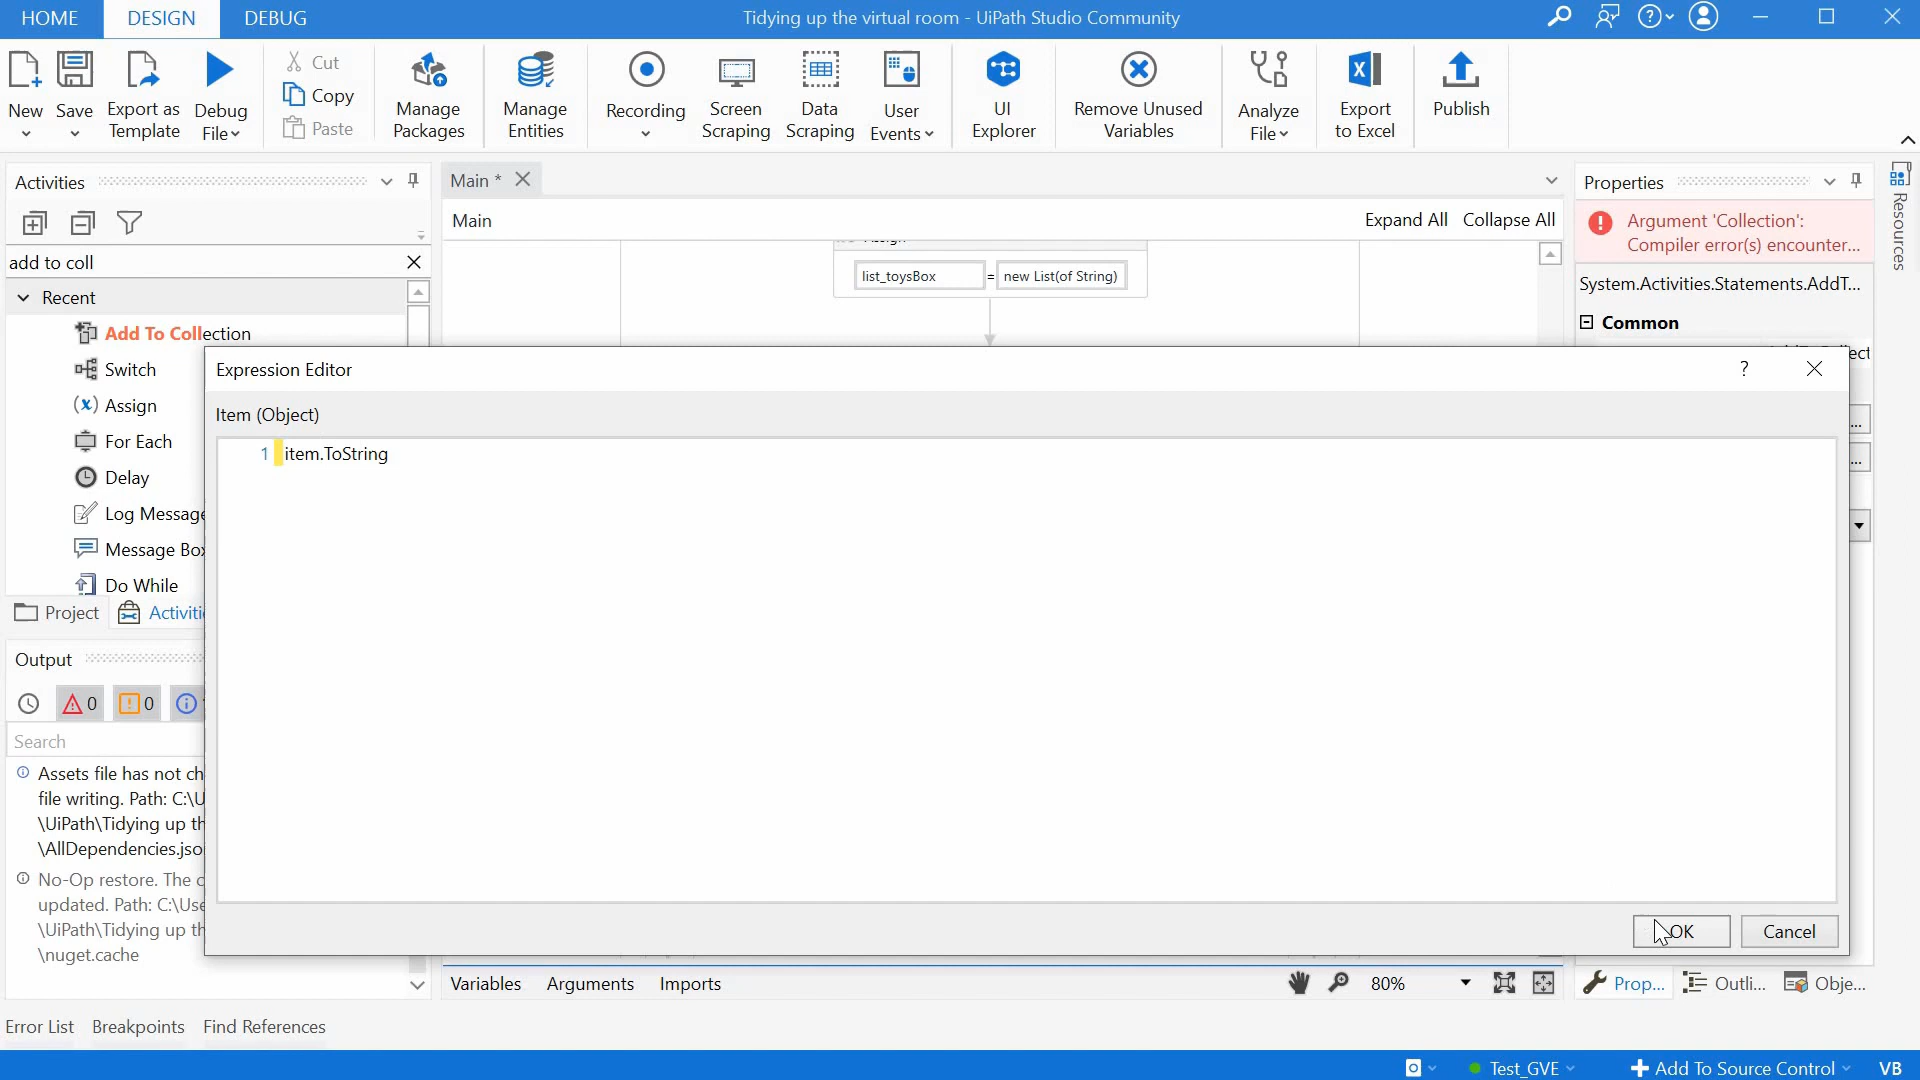 HOME DESIGN DEBUG Tidying up the virtual room - UiPath Studio Community
New Save Export as Template Debug File Cut Copy Paste Manage Packages Manage Entities Recording Screen Scraping Data Scraping User Events UI Explorer Remove Unused Variables Analyze File Export to Excel Publish
Activities
add to coll
Recent
Add To Collection
Switch
Assign
For Each
Delay
Log Message
Message Box
Do While
Project
Main *
Main Expand All Collapse All
list_toysBox = new List(of String)
Properties
Argument 'Collection':
Compiler error(s) encounter...
System.Activities.Statements.AddT...
Common
Resources
Expression Editor ?
Item (Object)
1 item.ToString
OK Cancel
...
...
Output
0 0
Search
Assets file has not ch
file writing. Path: C:\U
\UiPath\Tidying up th
\AllDependencies.jso
No-Op restore. The c
updated. Path: C:\Use
\UiPath\Tidying up th
\nuget.cache
Variables Arguments Imports 80%
Prop... Outli... Obje...
Error List Breakpoints Find References
Test_GVE Add To Source Control VB